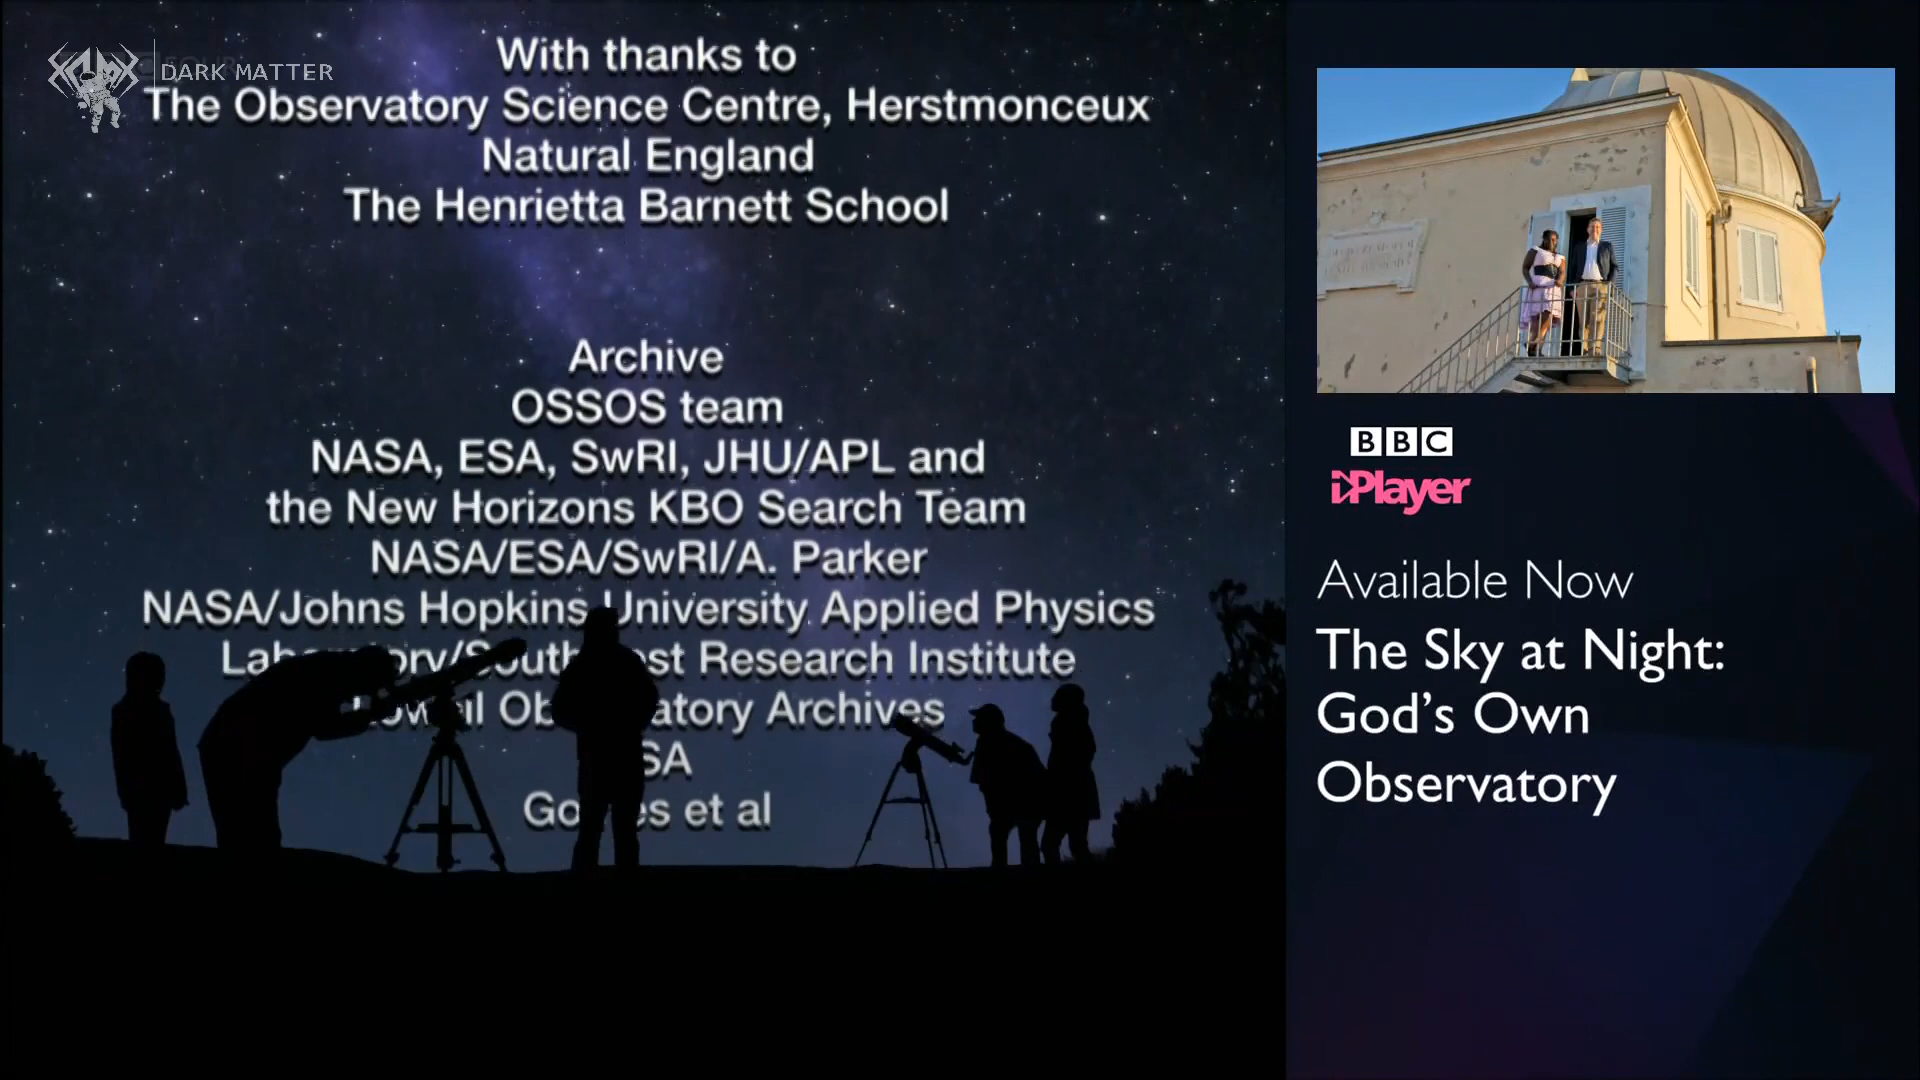 DARK MATTER
With thanks to
The Observatory Science Centre, Herstmonceux
Natural England
The Henrietta Barnett School
Archive
OSSOS team
NASA, ESA, SwRI, JHU/APL and
the New Horizons KBO Search Team
NASA/ESA/SwRI/A. Parker
NASA/Johns Hopkins University Applied Physics
Research Institute
Archives
et al
BBC
iPlayer
Available Now
The Sky at Night:
God's Own
Observatory